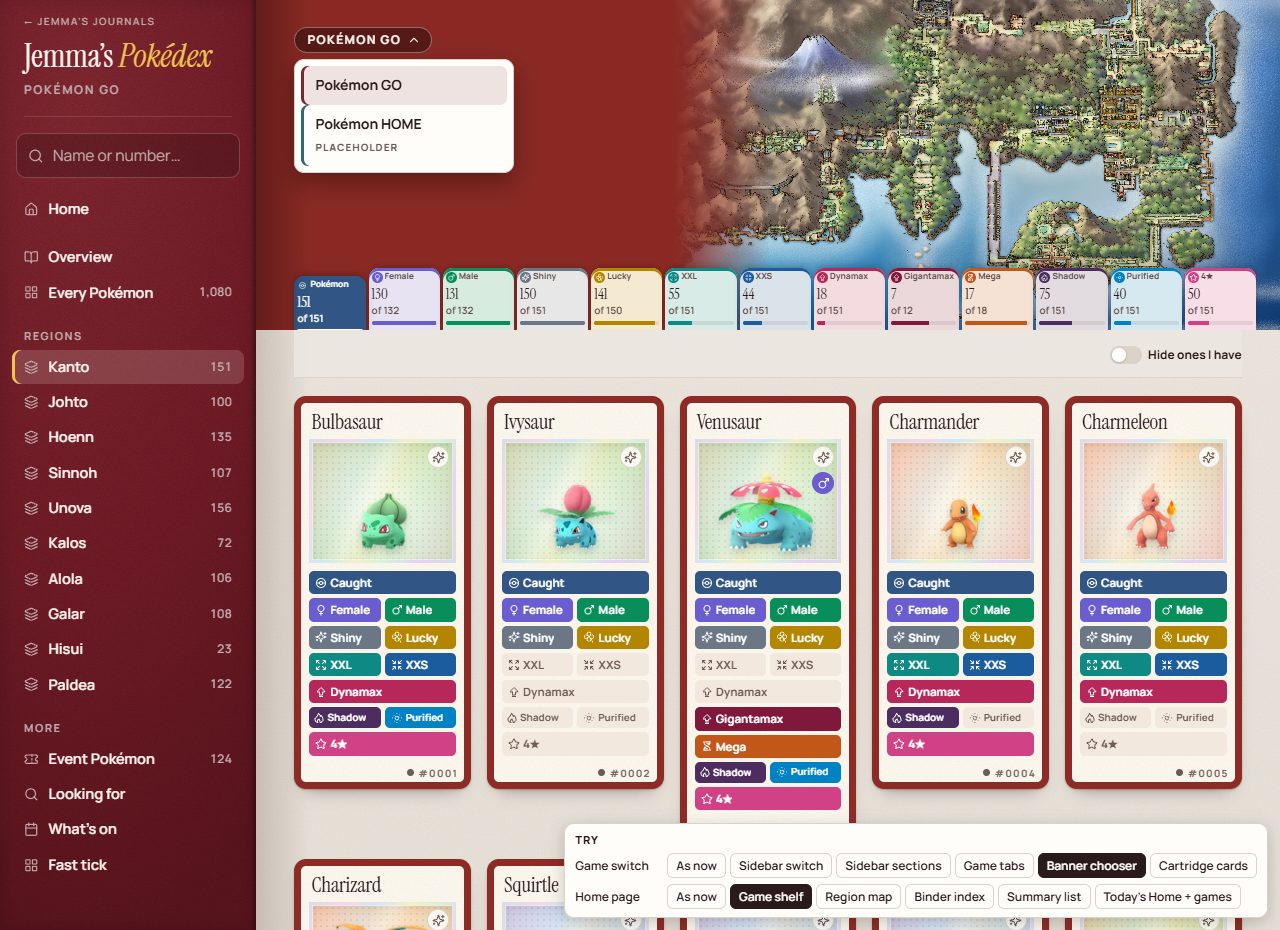 ← JEMMA'S JOURNALS
Jemma's Pokédex
POKÉMON GO
Name or number...
Home
Overview
Every Pokémon 1,080
REGIONS
Kanto 151
Johto 100
Hoenn 135
Sinnoh 107
Unova 156
Kalos 72
Alola 106
Galar 108
Hisui 23
Paldea 122
MORE
Event Pokémon 124
Looking for
What's on
Fast tick
POKÉMON GO
Pokémon GO
Pokémon HOME
PLACEHOLDER
Pokémon
151
of 151
Female
130
of 132
Male
131
of 132
Shiny
150
of 151
Lucky
141
of 150
XXL
55
of 151
XXS
44
of 151
Dynamax
18
of 151
Gigantamax
7
of 12
Mega
17
of 18
Shadow
75
of 151
Purified
40
of 151
4★
50
of 151
Hide ones I have
Bulbasaur
Caught
Female Male
Shiny Lucky
XXL XXS
Dynamax
Shadow Purified
4★
#0001
Ivysaur
Caught
Female Male
Shiny Lucky
XXL XXS
Dynamax
Shadow Purified
4★
#0002
Venusaur
Caught
Female Male
Shiny Lucky
XXL XXS
Dynamax
Gigantamax
Mega
Shadow Purified
4★
Charmander
Caught
Female Male
Shiny Lucky
XXL XXS
Dynamax
Shadow Purified
4★
#0004
Charmeleon
Caught
Female Male
Shiny Lucky
XXL XXS
Dynamax
Shadow Purified
4★
#0005
Charizard
Squirtle
TRY
Game switch As now Sidebar switch Sidebar sections Game tabs Banner chooser Cartridge cards
Home page As now Game shelf Region map Binder index Summary list Today's Home + games